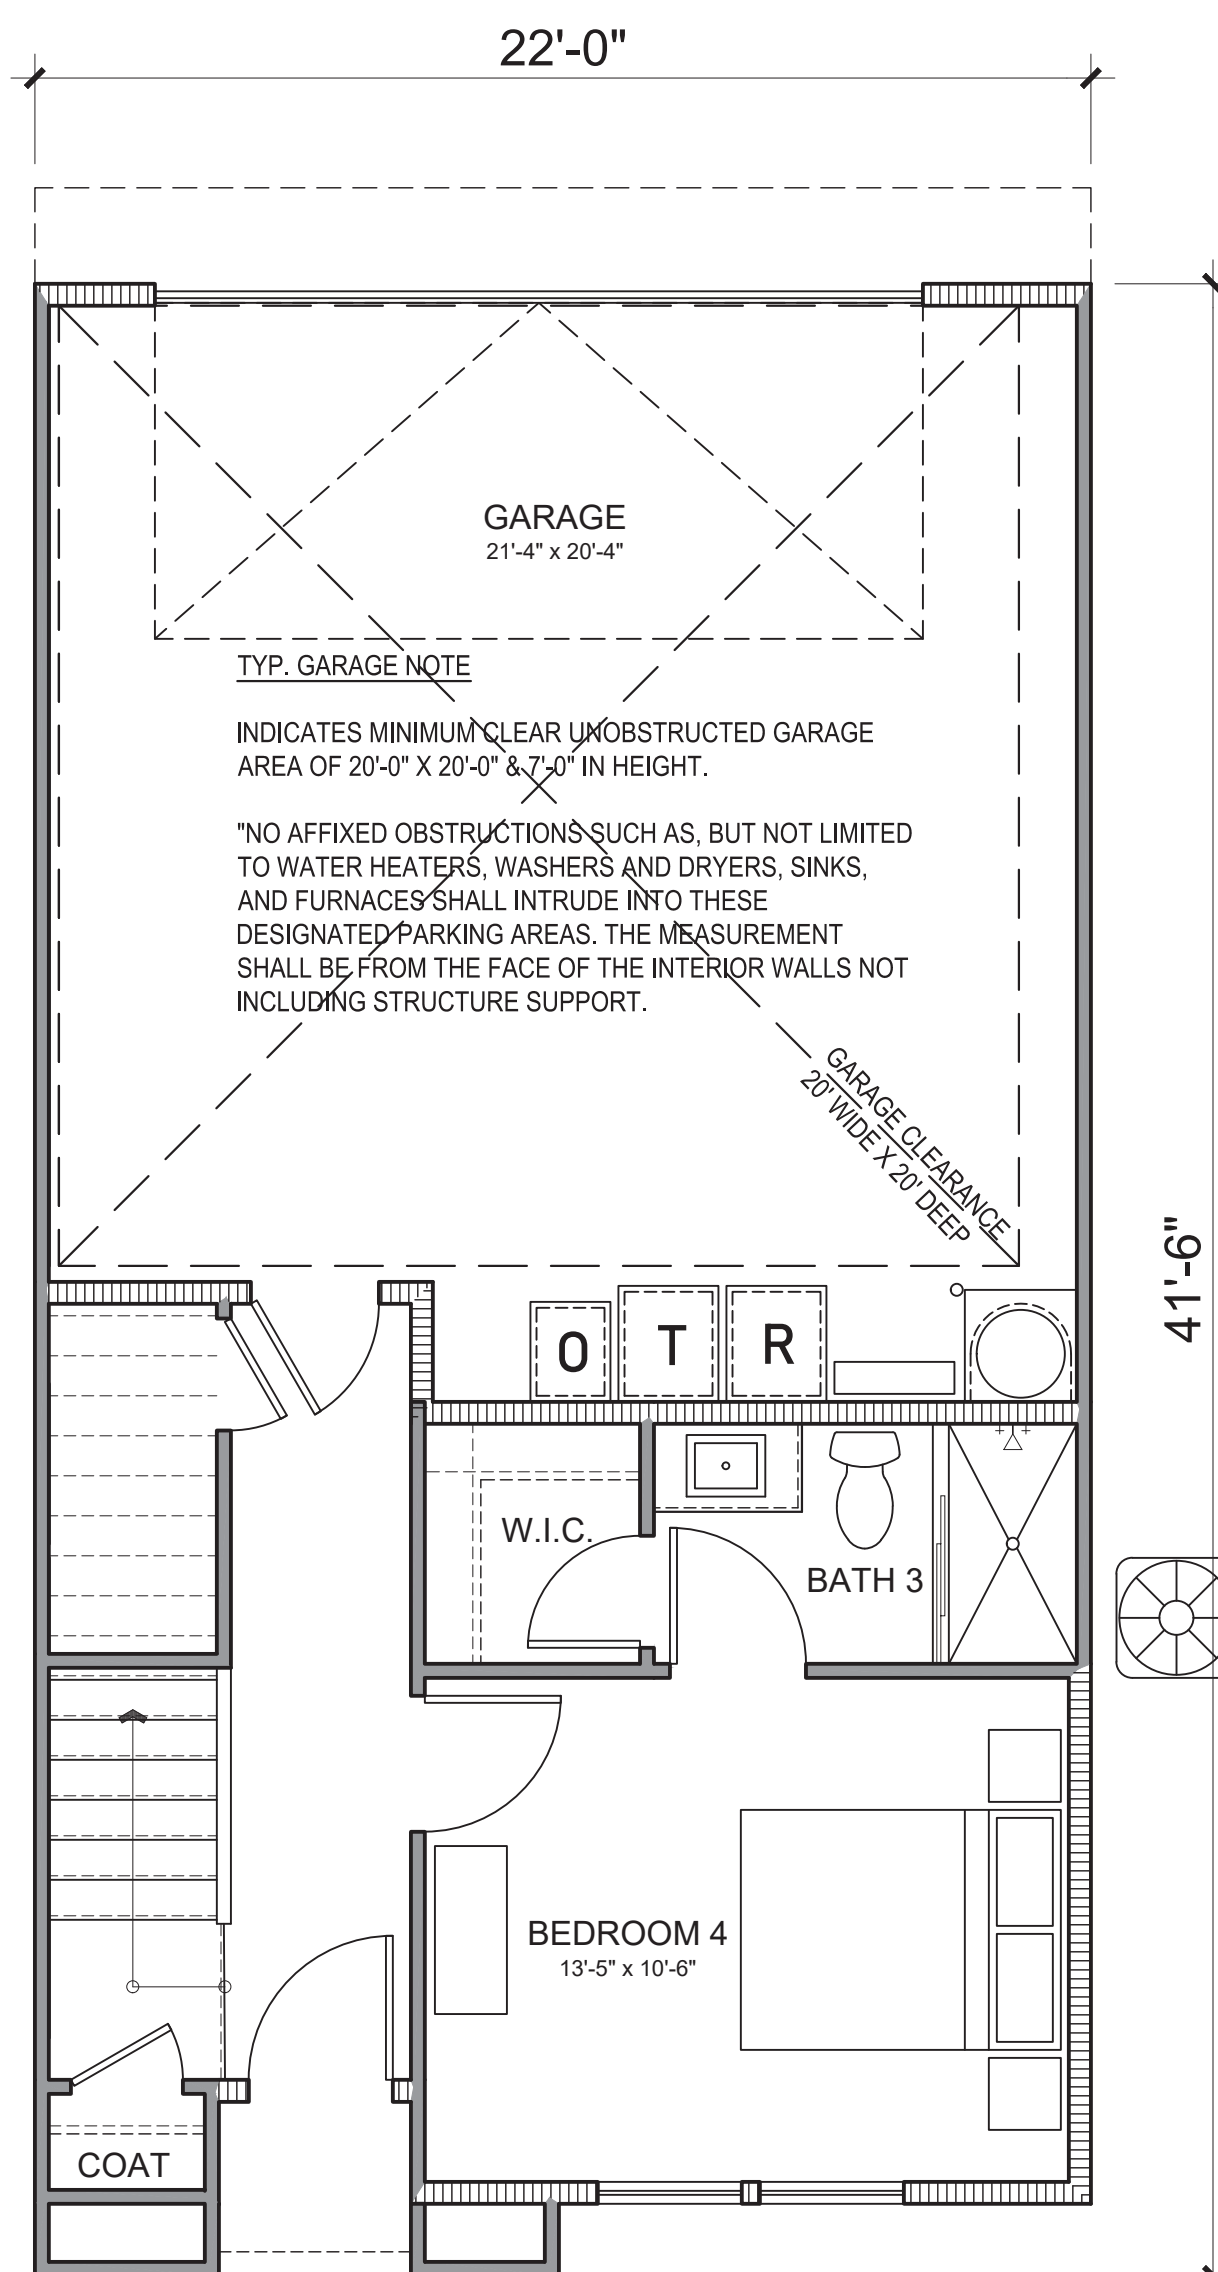 22'-0"
GARAGE
21'-4" x 20'-4"
TYP. GARAGE NOTE
INDICATES MINIMUM CLEAR UNOBSTRUCTED GARAGE
AREA OF 20'-0" X 20'-0" & 7'-0" IN HEIGHT.
"NO AFFIXED OBSTRUCTIONS SUCH AS, BUT NOT LIMITED
TO WATER HEATERS, WASHERS AND DRYERS, SINKS,
AND FURNACES SHALL INTRUDE INTO THESE
DESIGNATED PARKING AREAS. THE MEASUREMENT
SHALL BE FROM THE FACE OF THE INTERIOR WALLS NOT
INCLUDING STRUCTURE SUPPORT.
GARAGE CLEARANCE
20' WIDE X 20' DEEP
41'-6"
O T R
W.I.C.
BATH 3
BEDROOM 4
13'-5" x 10'-6"
COAT